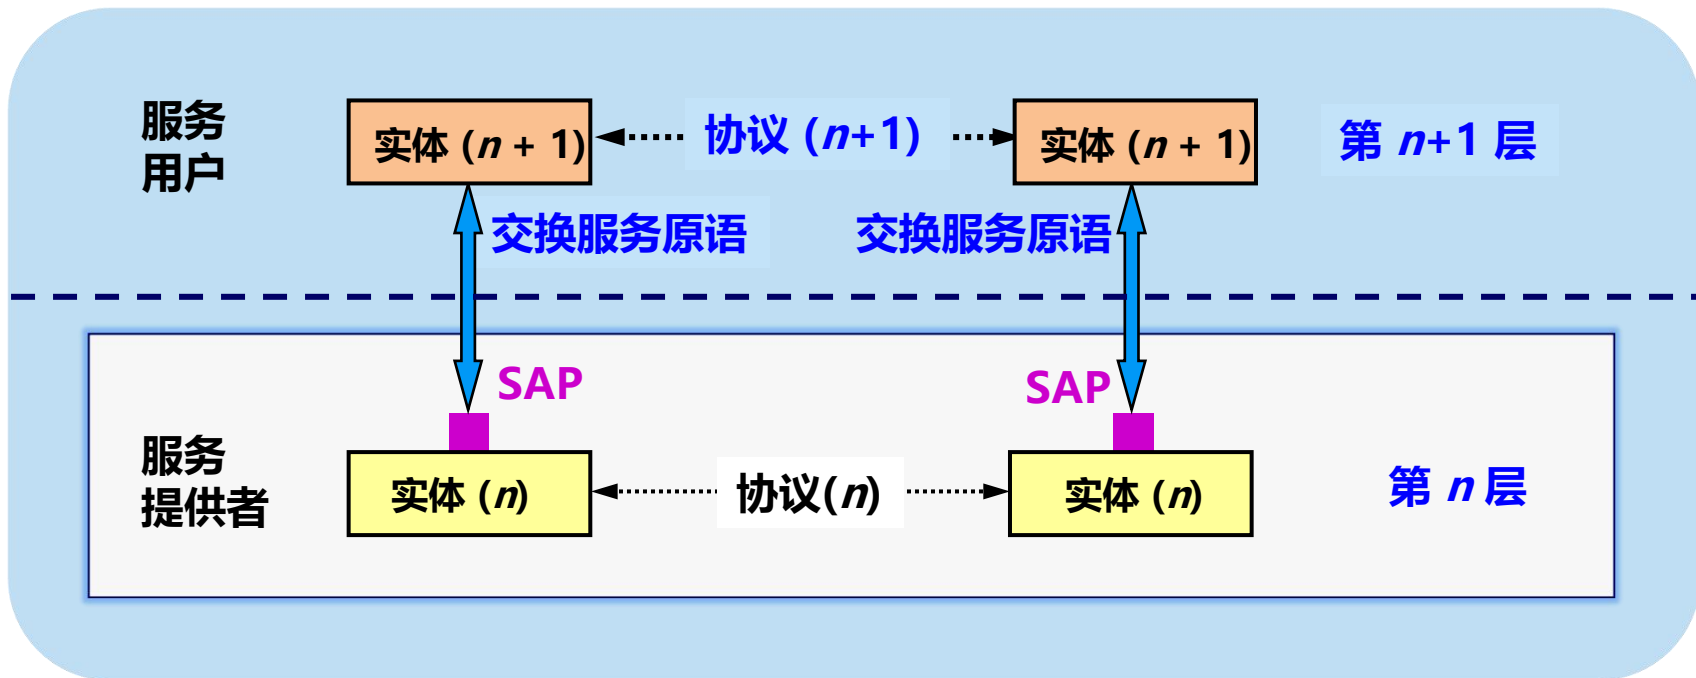 服务
用户
实体 (n + 1)
协议 (n+1)
实体 (n + 1)
第 n+1 层
交换服务原语
交换服务原语
SAP
SAP
服务
提供者
实体 (n)
协议(n)
实体 (n)
第 n 层